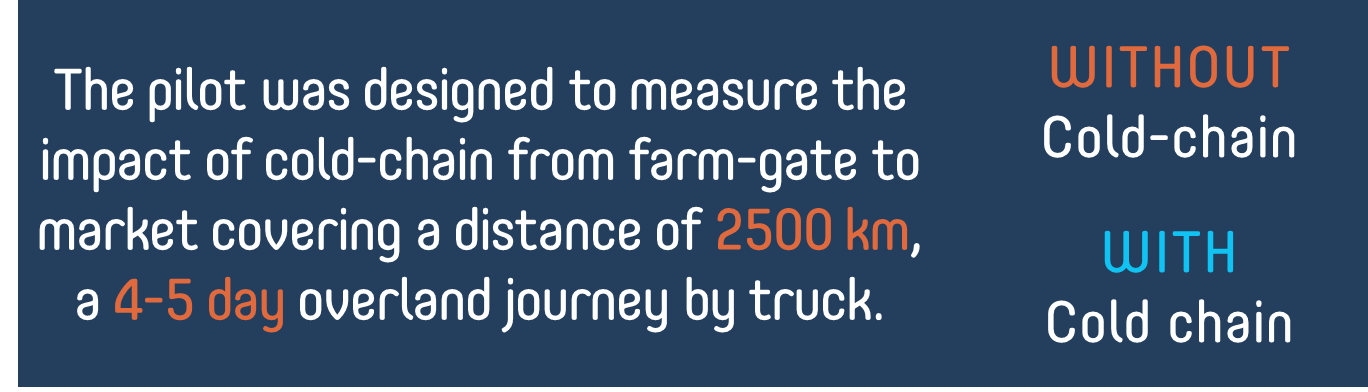 The pilot was designed to measure the
impact of cold-chain from farm-gate to
market covering a distance of 2500 km,
a 4-5 day overland journey by truck.
WITHOUT
Cold-chain
WITH
Cold chain